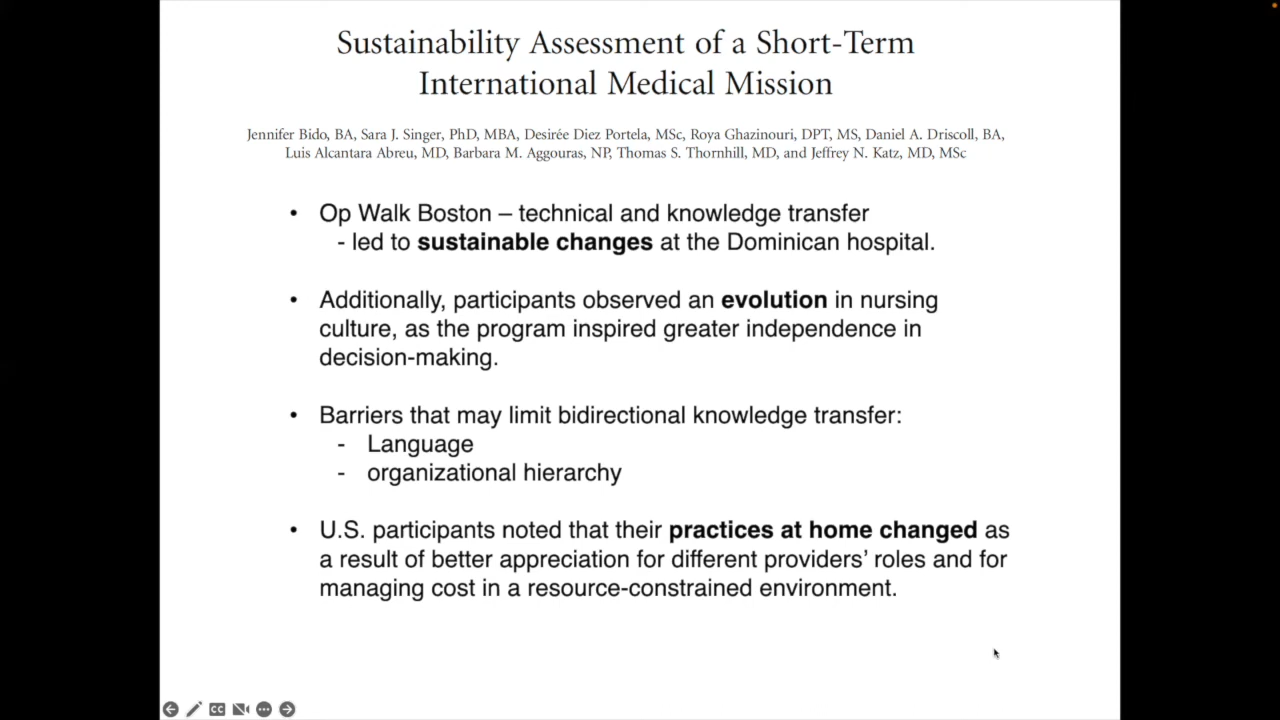 Sustainability Assessment of a Short-Term
International Medical Mission
Jennifer Bido, BA, Sara J. Singer, PhD, MBA, Desirée Diez Portela, MSc, Roya Ghazinouri, DPT, MS, Daniel A. Driscoll, BA,
Luis Alcantara Abreu, MD, Barbara M. Aggouras, NP, Thomas S. Thornhill, MD, and Jeffrey N. Katz, MD, MSc
• Op Walk Boston – technical and knowledge transfer
- led to sustainable changes at the Dominican hospital.
• Additionally, participants observed an evolution in nursing
culture, as the program inspired greater independence in
decision-making.
• Barriers that may limit bidirectional knowledge transfer:
- Language
- organizational hierarchy
• U.S. participants noted that their practices at home changed as
a result of better appreciation for different providers’ roles and for
managing cost in a resource-constrained environment.
CC